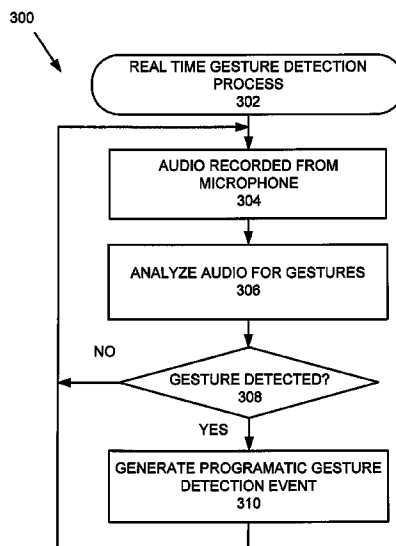 300
REAL TIME GESTURE DETECTION
PROCESS
302
AUDIO RECORDED FROM
MICROPHONE
304
ANALYZE AUDIO FOR GESTURES
306
NO
GESTURE DETECTED?
308
YES
GENERATE PROGRAMATIC GESTURE
DETECTION EVENT
310